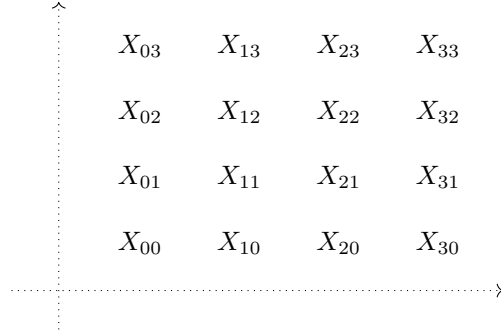 X₀₃ X₁₃ X₂₃ X₃₃
X₀₂ X₁₂ X₂₂ X₃₂
X₀₁ X₁₁ X₂₁ X₃₁
X₀₀ X₁₀ X₂₀ X₃₀